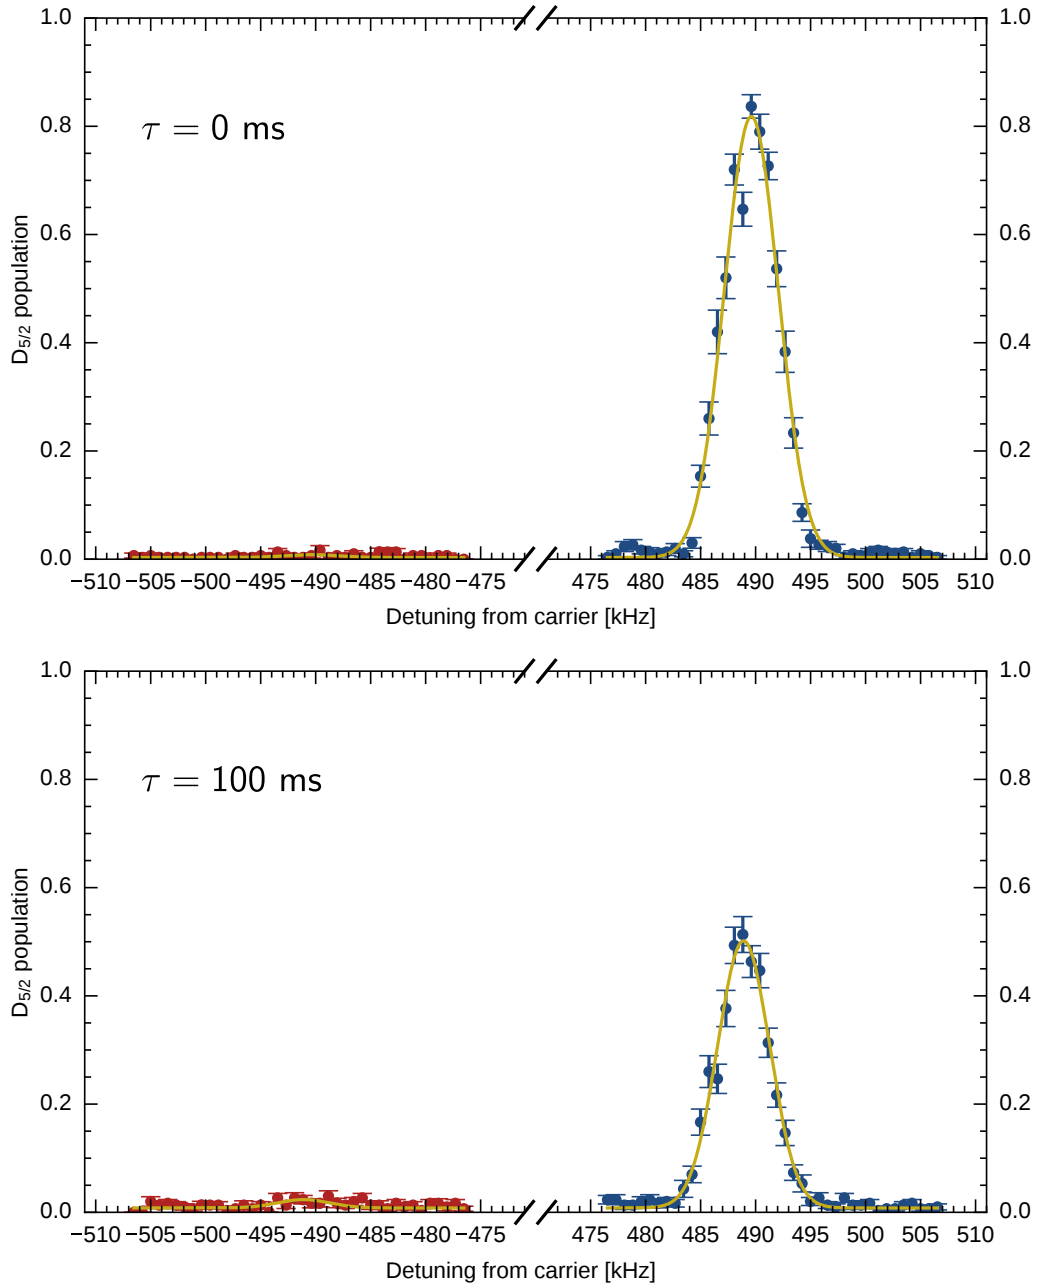 1.0 1.0
τ = 0 ms
0.8 0.8
0.6 0.6
D5/2 population
0.4 0.4
0.2 0.2
0.0 0.0
−510 −505 −500 −495 −490 −485 −480 −475 475 480 485 490 495 500 505 510
Detuning from carrier [kHz]
1.0 1.0
τ = 100 ms
0.8 0.8
0.6 0.6
D5/2 population
0.4 0.4
0.2 0.2
0.0 0.0
−510 −505 −500 −495 −490 −485 −480 −475 475 480 485 490 495 500 505 510
Detuning from carrier [kHz]